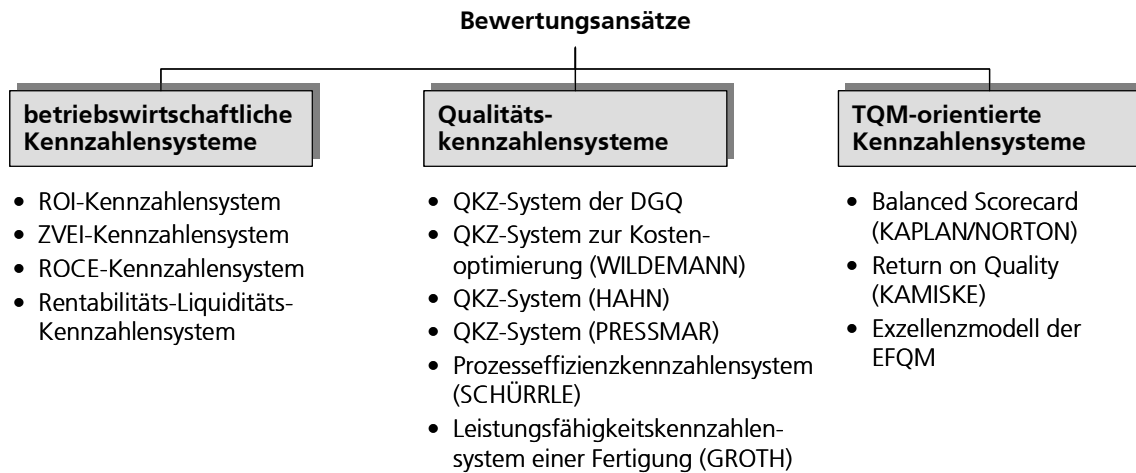 Bewertungsansätze
betriebswirtschaftliche
Kennzahlensysteme
• ROI-Kennzahlensystem
• ZVEI-Kennzahlensystem
• ROCE-Kennzahlensystem
• Rentabilitäts-Liquiditäts-
Kennzahlensystem
Qualitäts-
kennzahlensysteme
• QKZ-System der DGQ
• QKZ-System zur Kosten-
optimierung (WILDEMANN)
• QKZ-System (HAHN)
• QKZ-System (PRESSMAR)
• Prozesseffizienzkennzahlensystem
(SCHÜRRLE)
• Leistungsfähigkeitskennzahlen-
system einer Fertigung (GROTH)
TQM-orientierte
Kennzahlensysteme
• Balanced Scorecard
(KAPLAN/NORTON)
• Return on Quality
(KAMISKE)
• Exzellenzmodell der
EFQM